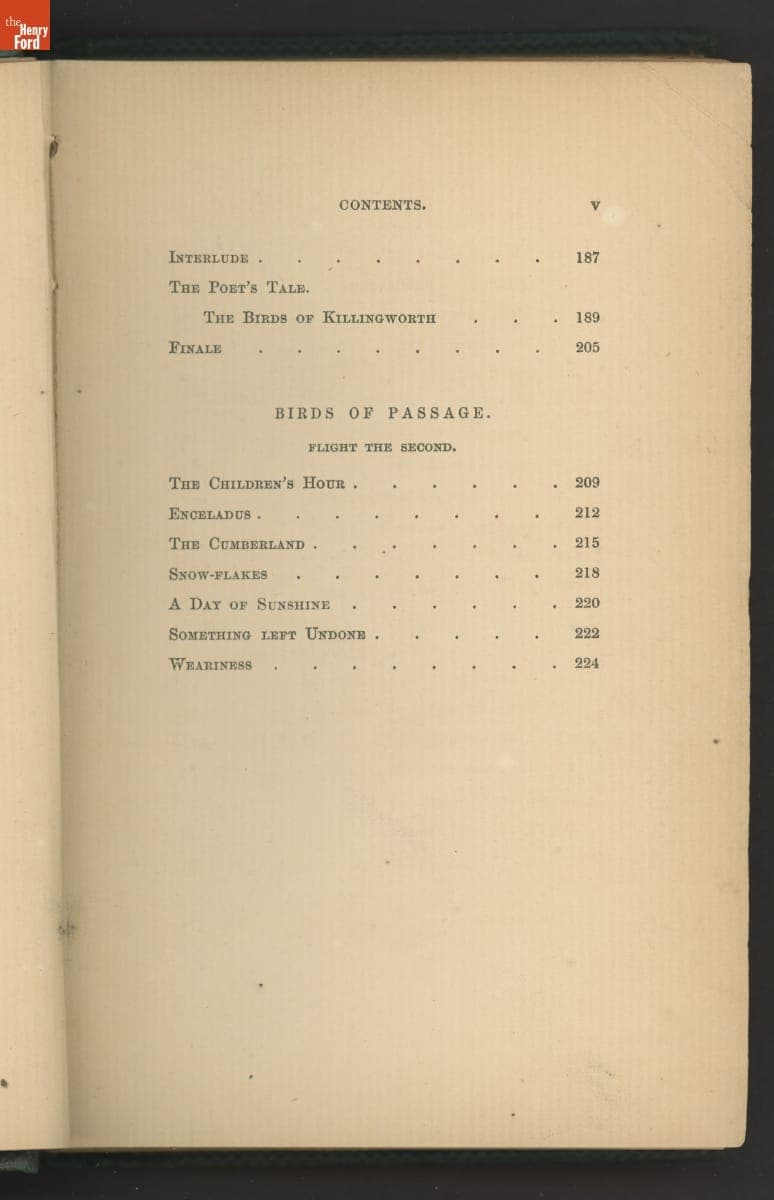 the
Henry
Ford
CONTENTS. v
INTERLUDE . . . . . . . . 187
THE POET'S TALE.
THE BIRDS OF KILLINGWORTH . . . 189
FINALE . . . . . . . . 205
BIRDS OF PASSAGE.
FLIGHT THE SECOND.
THE CHILDREN'S HOUR . . . . . . 209
ENCELADUS . . . . . . . . 212
THE CUMBERLAND . . . . . . . 215
SNOW-FLAKES . . . . . . . 218
A DAY OF SUNSHINE . . . . . . 220
SOMETHING LEFT UNDONE . . . . . 222
WEARINESS . . . . . . . . 224